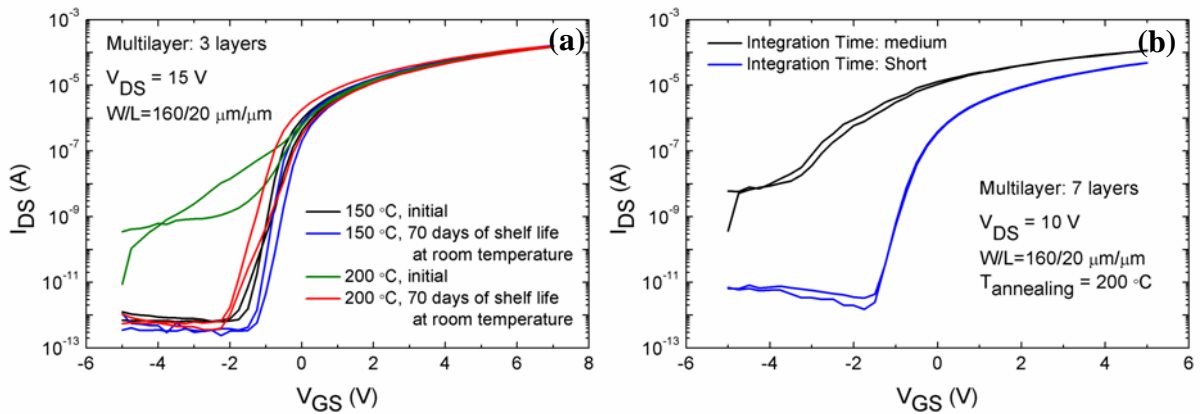 (a)
Multilayer: 3 layers
V_DS = 15 V
W/L=160/20 μm/μm
150 °C, initial
150 °C, 70 days of shelf life
at room temperature
200 °C, initial
200 °C, 70 days of shelf life
at room temperature
10^-3
10^-5
10^-7
10^-9
10^-11
10^-13
I_DS (A)
-6 -4 -2 0 2 4 6 8
V_GS (V)
(b)
Integration Time: medium
Integration Time: Short
Multilayer: 7 layers
V_DS = 10 V
W/L=160/20 μm/μm
T_annealing = 200 °C
10^-3
10^-5
10^-7
10^-9
10^-11
10^-13
I_DS (A)
-6 -4 -2 0 2 4 6
V_GS (V)